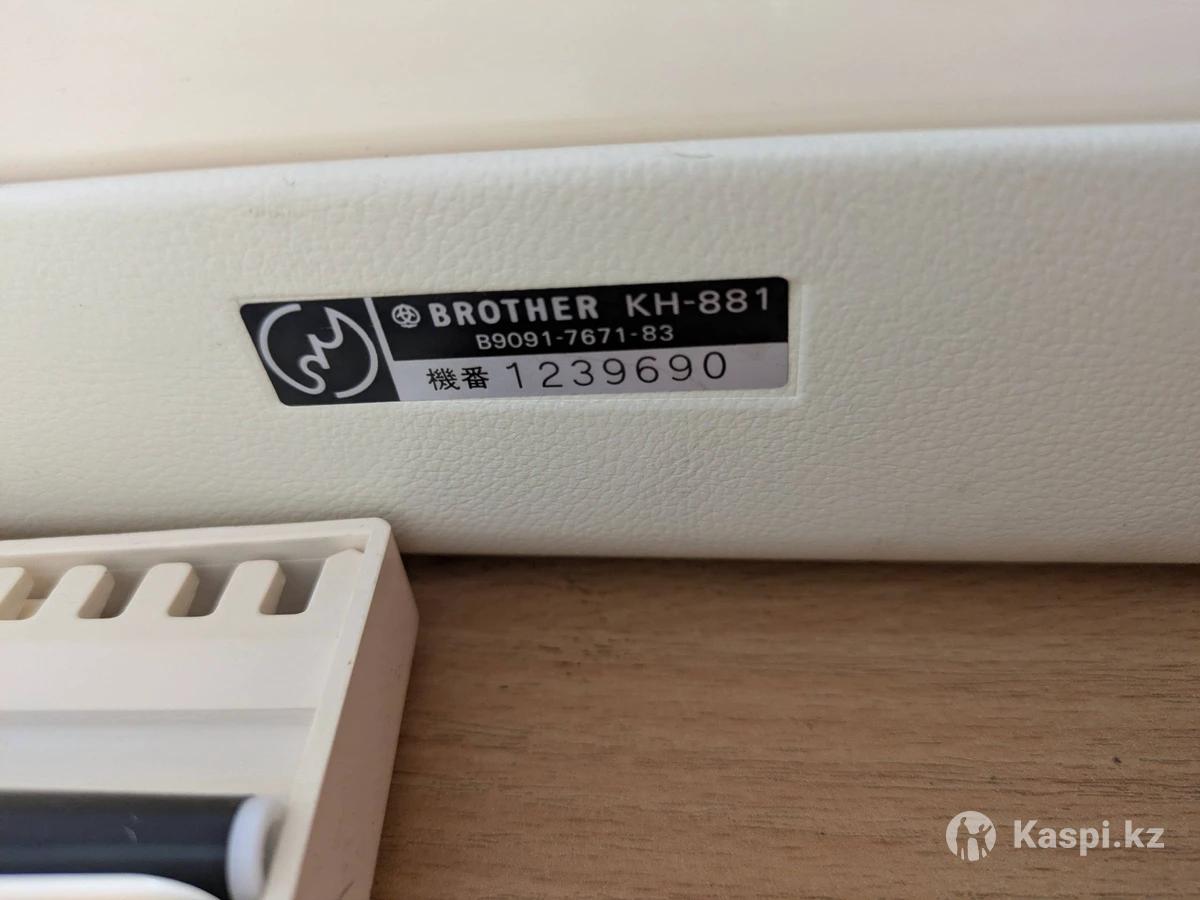 BROTHER KH-881
B9091-7671-83
機番 1239690
Kaspi.kz